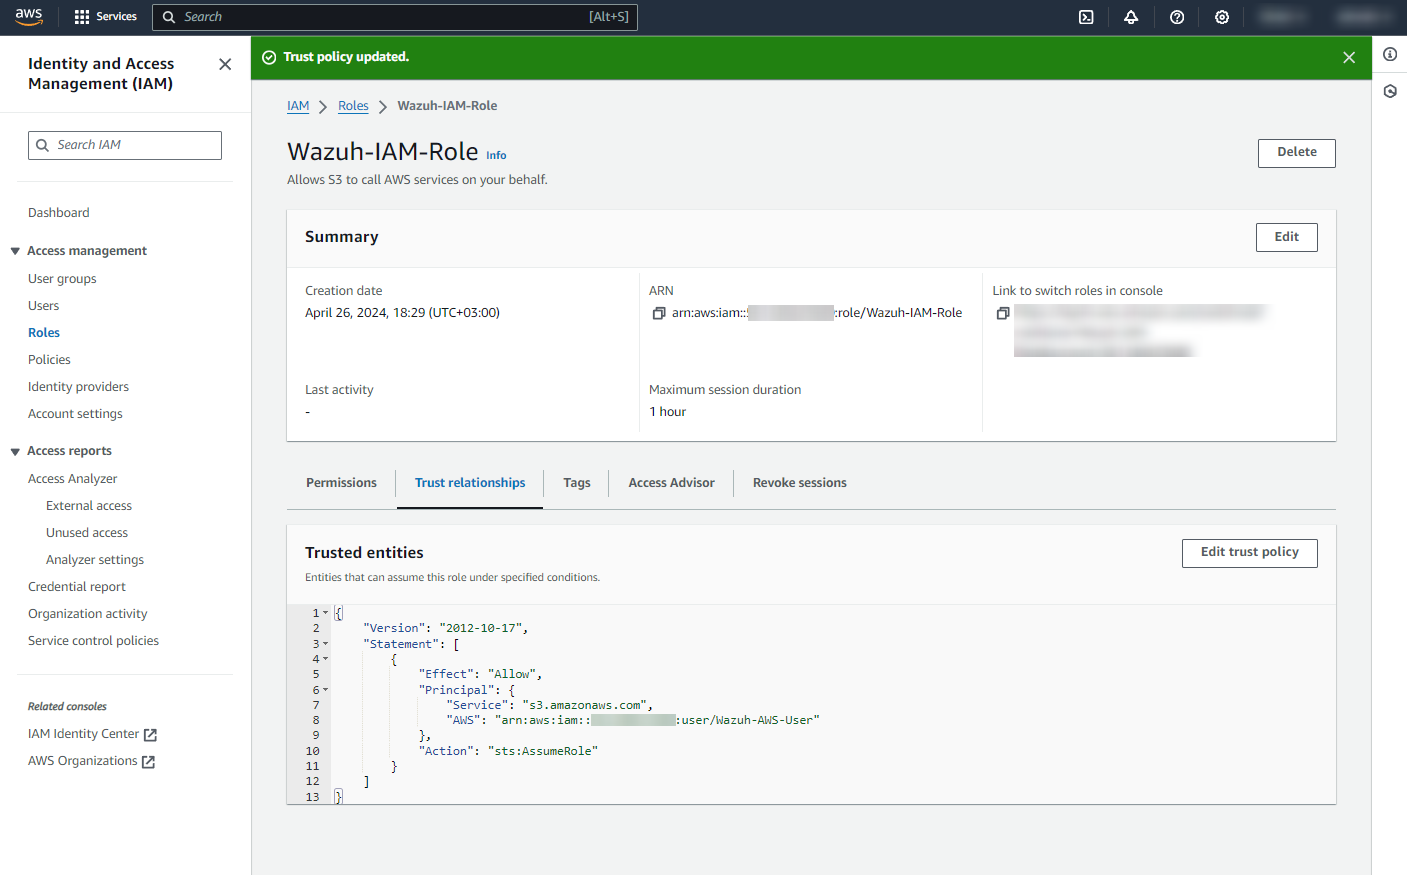 aws
Services
Search
[Alt+S]
Identity and Access
Management (IAM)
Search IAM
Dashboard
Access management
User groups
Users
Roles
Policies
Identity providers
Account settings
Access reports
Access Analyzer
External access
Unused access
Analyzer settings
Credential report
Organization activity
Service control policies
Related consoles
IAM Identity Center
AWS Organizations
Trust policy updated.
IAM > Roles > Wazuh-IAM-Role
Wazuh-IAM-Role Info
Delete
Allows S3 to call AWS services on your behalf.
Summary
Edit
Creation date
April 26, 2024, 18:29 (UTC+03:00)
ARN
arn:aws:iam:: :role/Wazuh-IAM-Role
Link to switch roles in console
Last activity
-
Maximum session duration
1 hour
Permissions
Trust relationships
Tags
Access Advisor
Revoke sessions
Trusted entities
Edit trust policy
Entities that can assume this role under specified conditions.
1 {
2 "Version": "2012-10-17",
3 "Statement": [
4 {
5 "Effect": "Allow",
6 "Principal": {
7 "Service": "s3.amazonaws.com",
8 "AWS": "arn:aws:iam:: :user/Wazuh-AWS-User"
9 },
10 "Action": "sts:AssumeRole"
11 }
12 ]
13 }